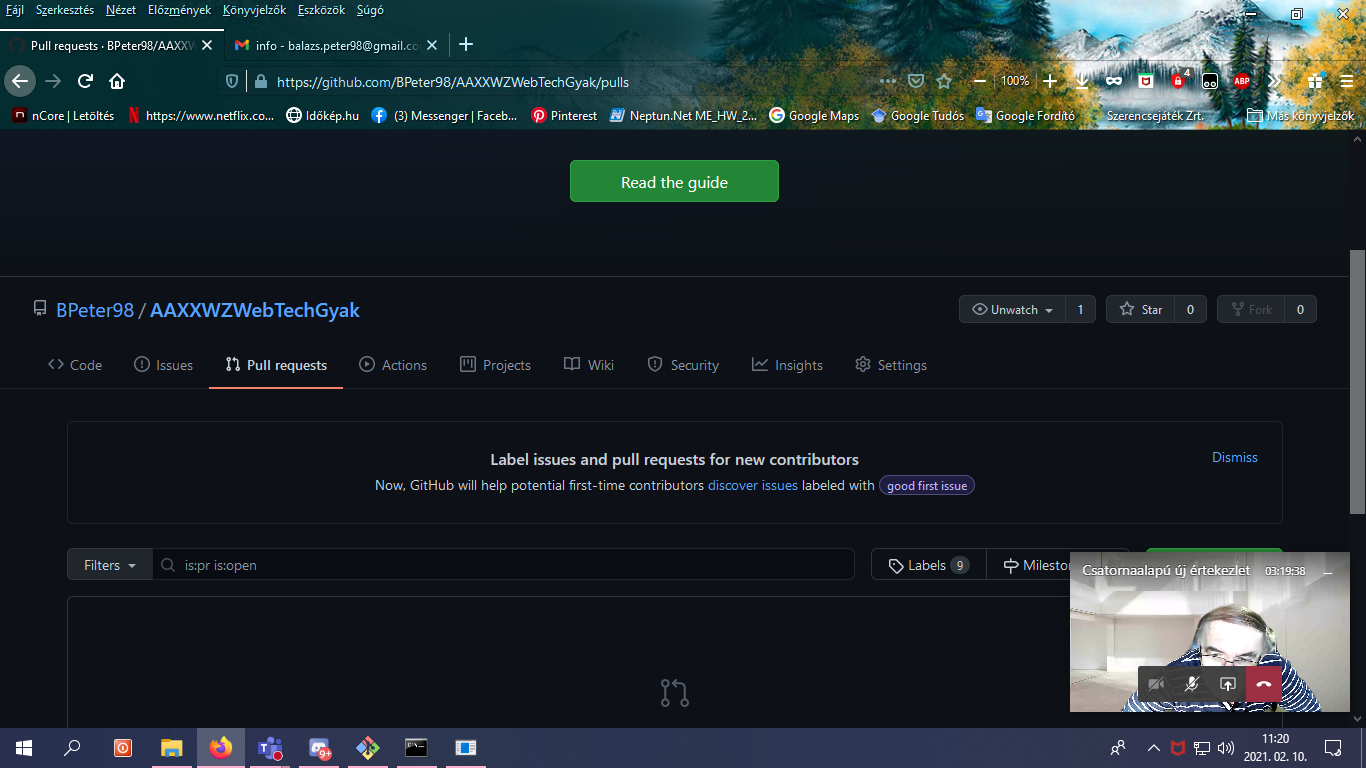 Fájl Szerkesztés Nézet Előzmények Könyvjelzők Eszközök Súgó
Pull requests · BPeter98/AAXXW
info - balazs.peter98@gmail.co
https://github.com/BPeter98/AAXXWZWebTechGyak/pulls
100%
4
ABP
nCore | Letöltés
https://www.netflix.co...
Időkép.hu
(3) Messenger | Faceb...
Pinterest
Neptun.Net ME_HW_2...
Google Maps
Google Tudós
Google Fordító
Szerencsejáték Zrt.
Más könyvjelzők
Read the guide
BPeter98 / AAXXWZWebTechGyak
Unwatch 1
Star 0
Fork 0
Code Issues Pull requests Actions Projects Wiki Security Insights Settings
Label issues and pull requests for new contributors
Dismiss
Now, GitHub will help potential first-time contributors discover issues labeled with good first issue
Filters
is:pr is:open
Labels 9
Milesto
Csatornaalapú új értekezlet 03:19:38
9+
11:20
2021. 02. 10.